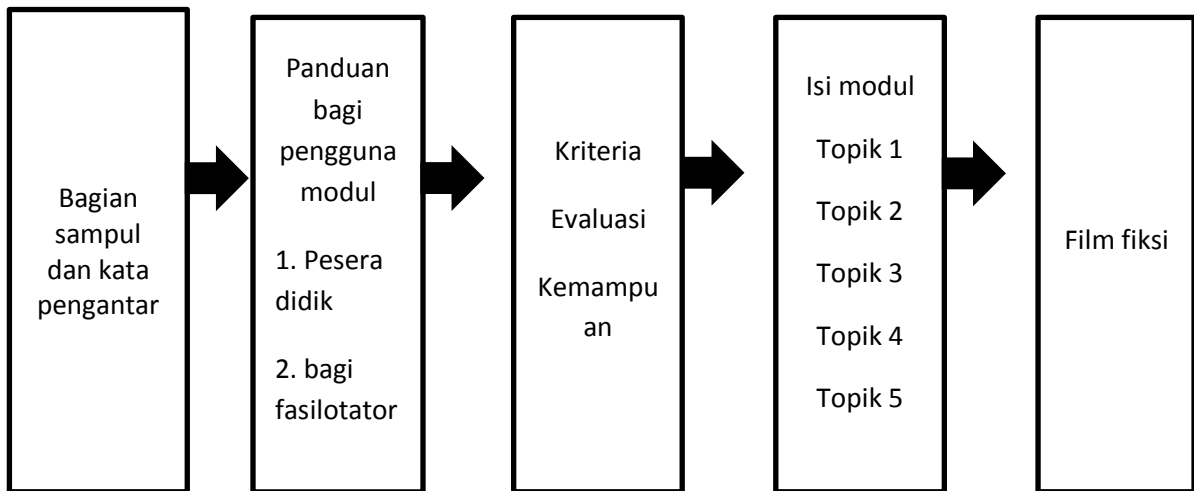 Bagian
sampul
dan kata
pengantar
Panduan
bagi
pengguna
modul
1. Pesera
didik
2. bagi
fasilotator
Kriteria
Evaluasi
Kemampu
an
Isi modul
Topik 1
Topik 2
Topik 3
Topik 4
Topik 5
Film fiksi